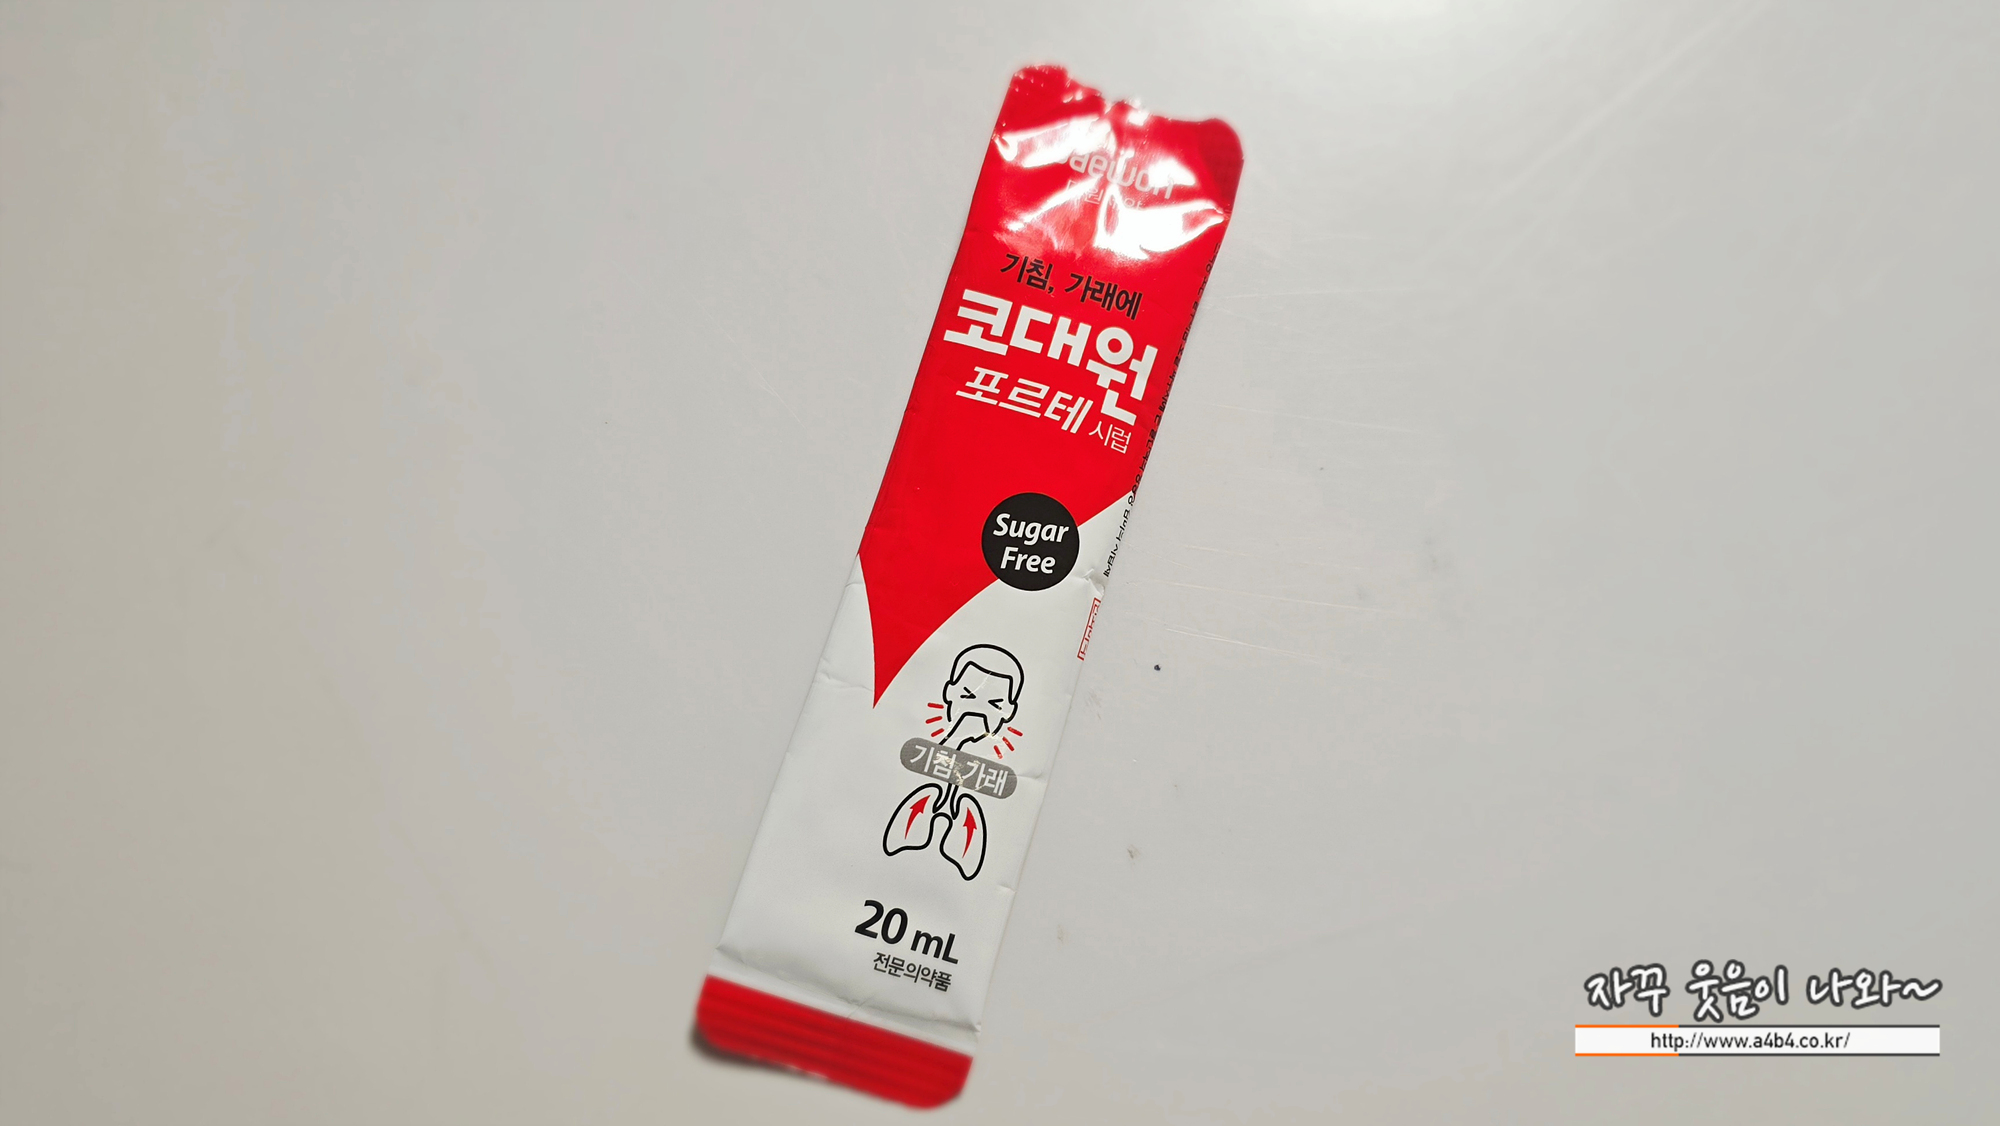 기침, 가래에
코대원
포르테 시럽
Sugar
Free
기침 가래
20 mL
전문의약품
자꾸 웃음이 나와~
http://www.a4b4.co.kr/